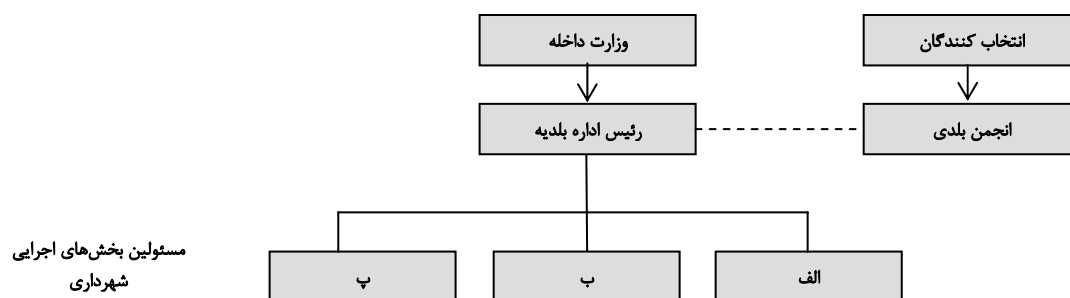 انتخاب کنندگان
وزارت داخله
انجمن بلدی
رئیس اداره بلدیه
الف
ب
پ
مسئولین بخش‌های اجرایی
شهرداری